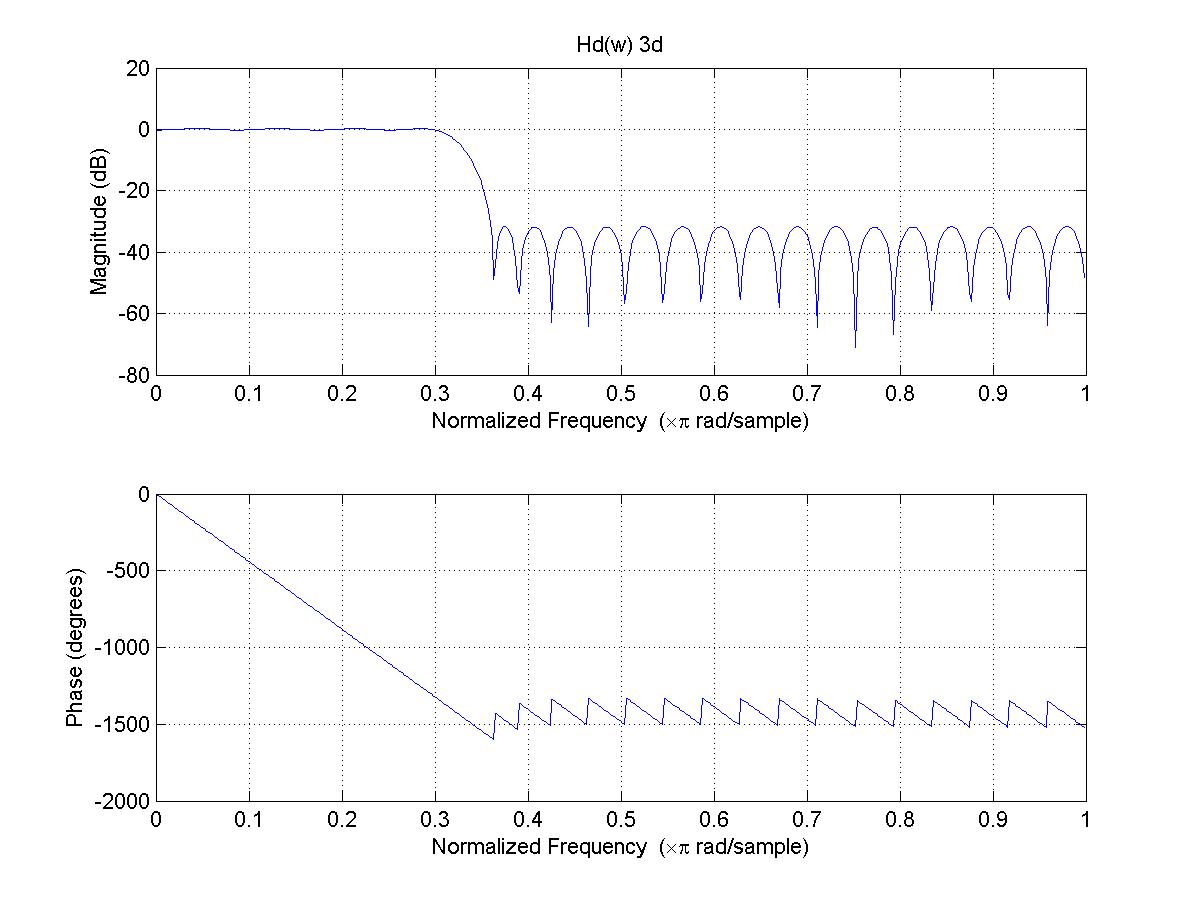 Hd(w) 3d
20
0
-20
-40
-60
-80
Magnitude (dB)
0 0.1 0.2 0.3 0.4 0.5 0.6 0.7 0.8 0.9 1
Normalized Frequency (×π rad/sample)
0
-500
-1000
-1500
-2000
Phase (degrees)
0 0.1 0.2 0.3 0.4 0.5 0.6 0.7 0.8 0.9 1
Normalized Frequency (×π rad/sample)